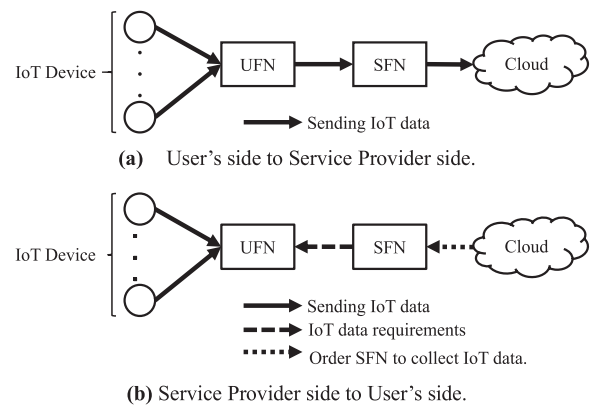 IoT Device
UFN
SFN
Cloud
Sending IoT data
(a) User's side to Service Provider side.
IoT Device
UFN
SFN
Cloud
Sending IoT data
IoT data requirements
Order SFN to collect IoT data.
(b) Service Provider side to User's side.